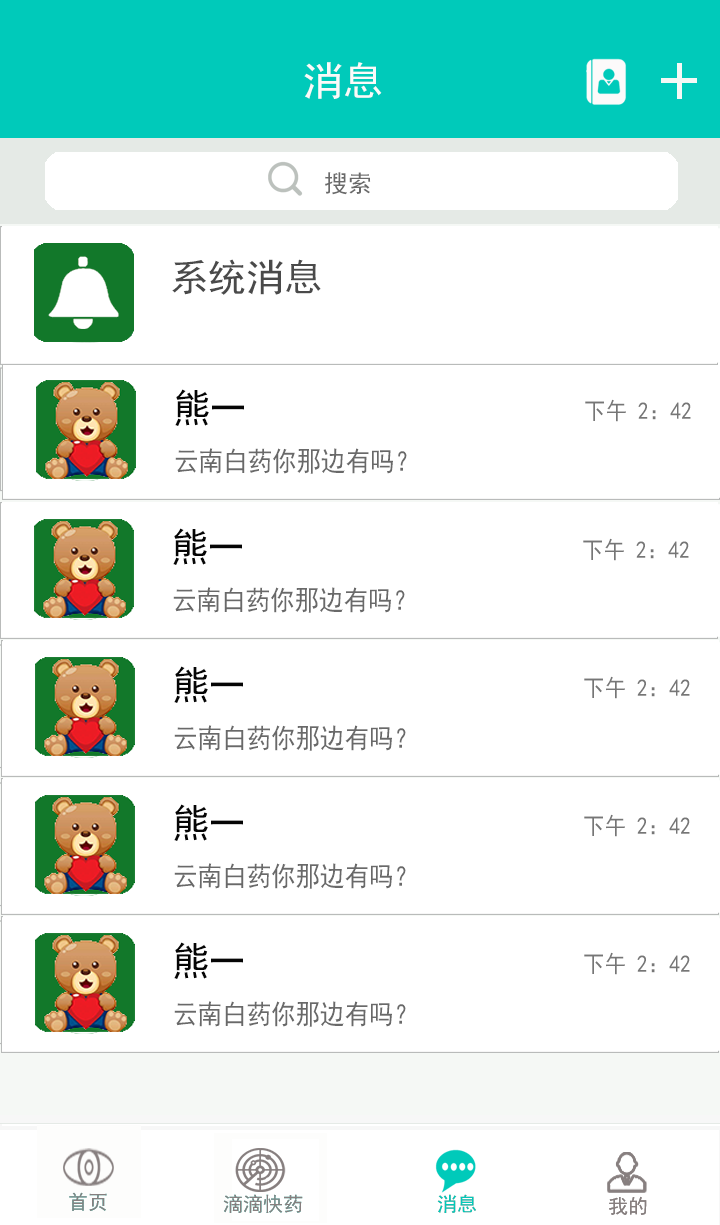 消息
搜索
系统消息
熊一
下午 2：42
云南白药你那边有吗？
熊一
下午 2：42
云南白药你那边有吗？
熊一
下午 2：42
云南白药你那边有吗？
熊一
下午 2：42
云南白药你那边有吗？
熊一
下午 2：42
云南白药你那边有吗？
首页
滴滴快药
消息
我的